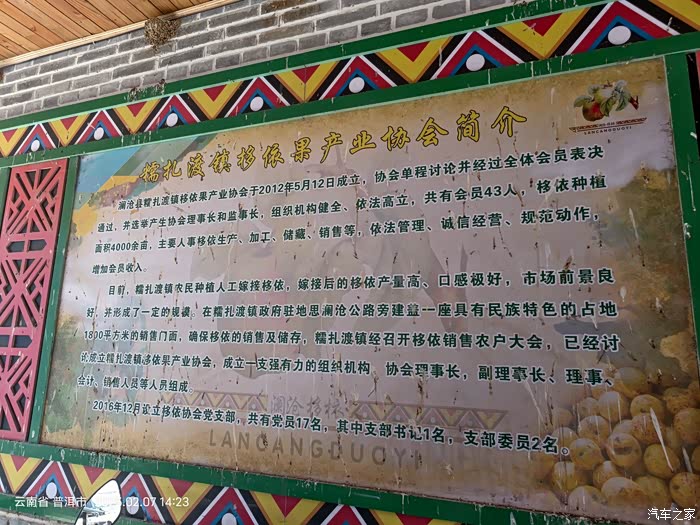 糯扎渡镇移依果产业协会简介
LANCANGDUOYI
澜沧县糯扎渡镇移依果产业协会于2012年5月12日成立，协会单程讨论并经过全体会员表决
通过，并选举产生协会理事长和监事长，组织机构健全、依法高立，共有会员43人，移依种植
面积4000余亩，主要人事移依生产、加工、储藏、销售等，依法管理、诚信经营、规范动作，
增加会员收入。
目前，糯扎渡镇农民种植人工嫁接移依，嫁接后的移依产量高、口感极好，市场前景良
好，并形成了一定的规谟。在糯扎渡镇政府驻地思澜沧公路旁建盖一座具有民族特色的占地
1800平方米的销售门面，确保移依的销售及储存，糯扎渡镇经召开移依销售农户大会，已经讨
论成立糯扎渡镇移依果产业协会，成立一支强有力的组织机构，协会理事长，副理事长、理事、
会计、销售人员等人员组成。
2016年12月设立移依协会党支部，共有党员17名，其中支部书记1名，支部委员2名。
LANCANGDUOYI
云南省 普洱市
02.07 14:23
汽车之家